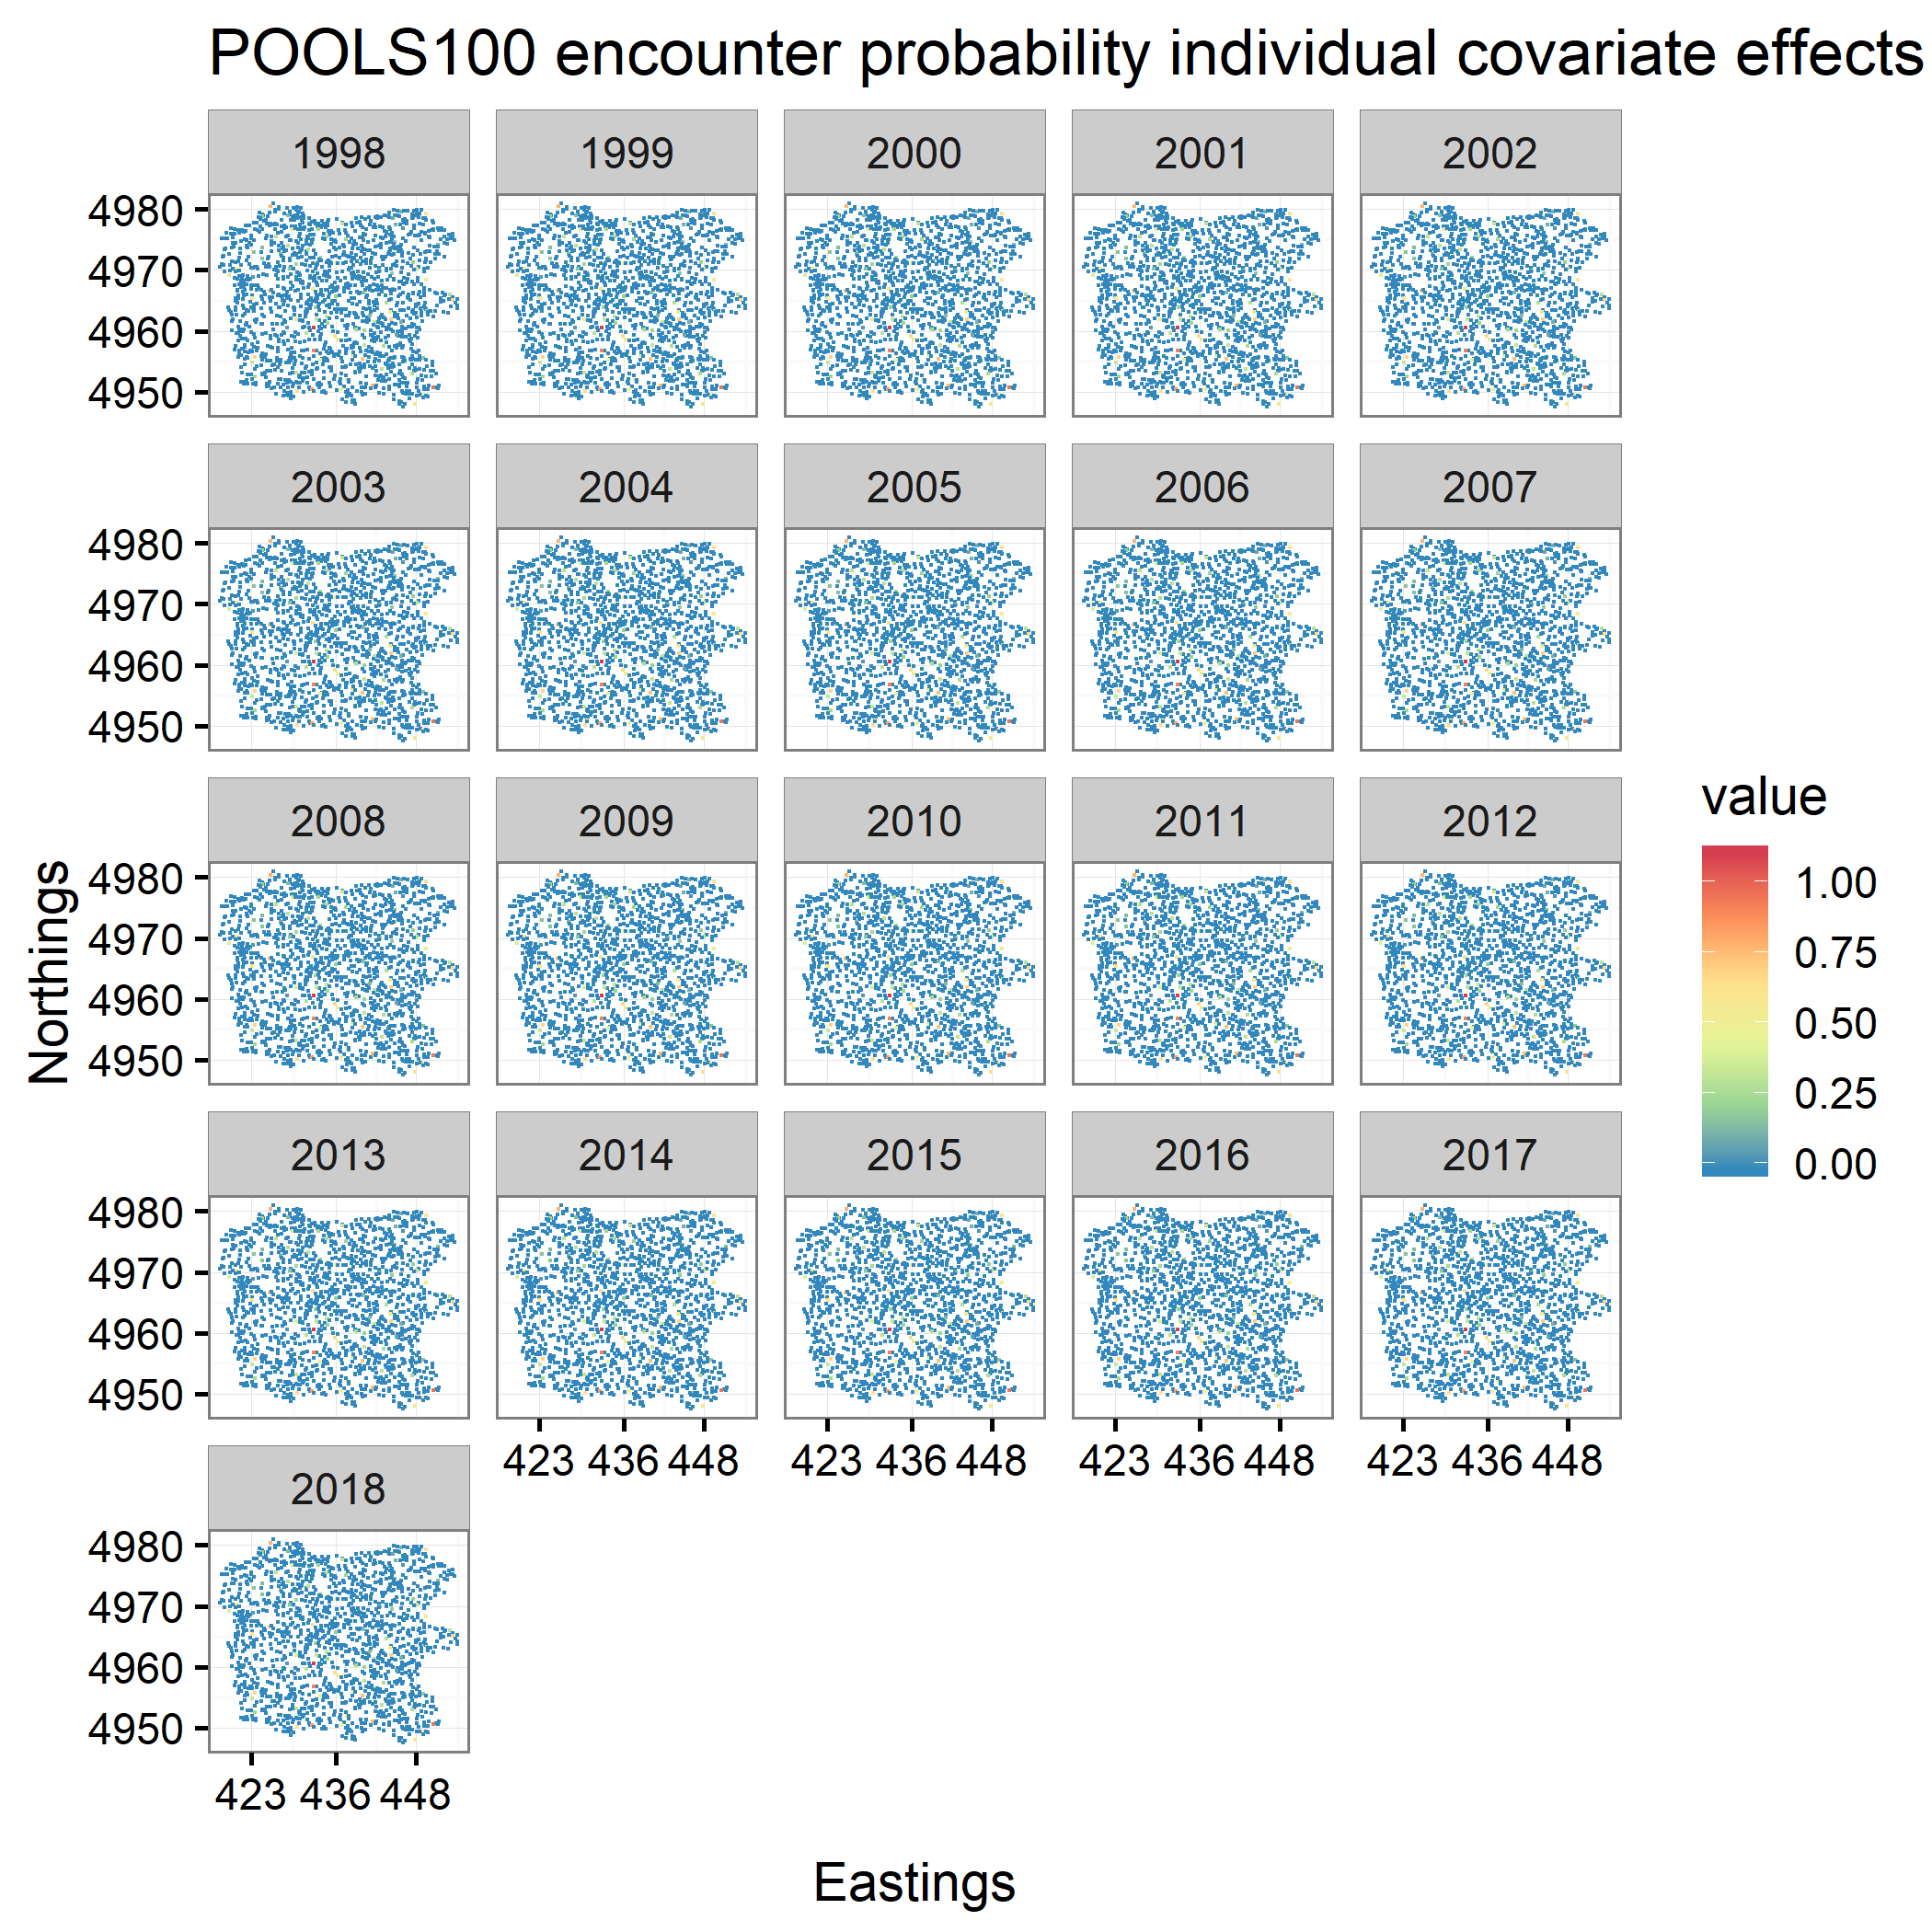 POOLS100 encounter probability individual covariate effects
1998 1999 2000 2001 2002
4980
4970
4960
4950
2003 2004 2005 2006 2007
4980
4970
4960
4950
2008 2009 2010 2011 2012
4980
4970
4960
4950
2013 2014 2015 2016 2017
4980
4970
4960
4950
423 436 448 423 436 448 423 436 448 423 436 448
2018
4980
4970
4960
4950
423 436 448
Northings
Eastings
value
1.00
0.75
0.50
0.25
0.00